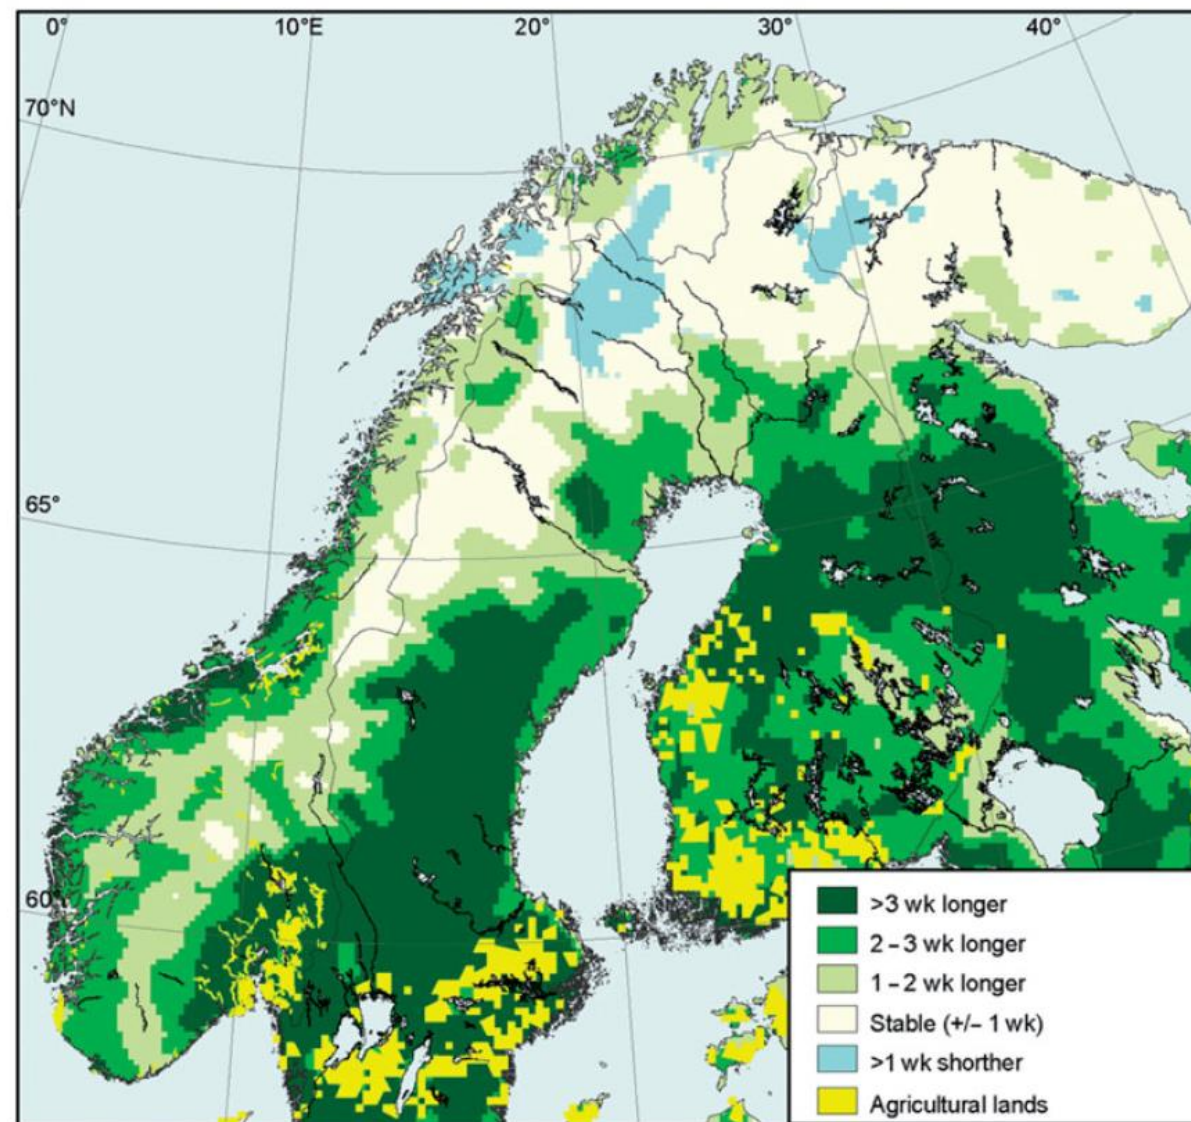 0° 10°E 20° 30° 40°
70°N
65°
60°
>3 wk longer
2–3 wk longer
1–2 wk longer
Stable (+/– 1 wk)
>1 wk shorther
Agricultural lands